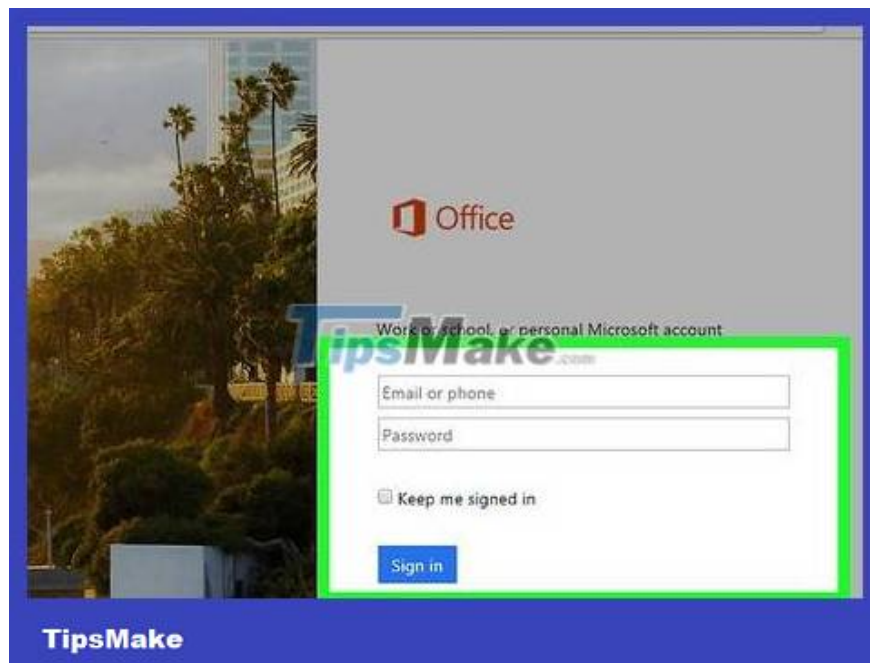 Office
Work or school, or personal Microsoft account
TipsMake.com
Email or phone
Password
Keep me signed in
Sign in
TipsMake